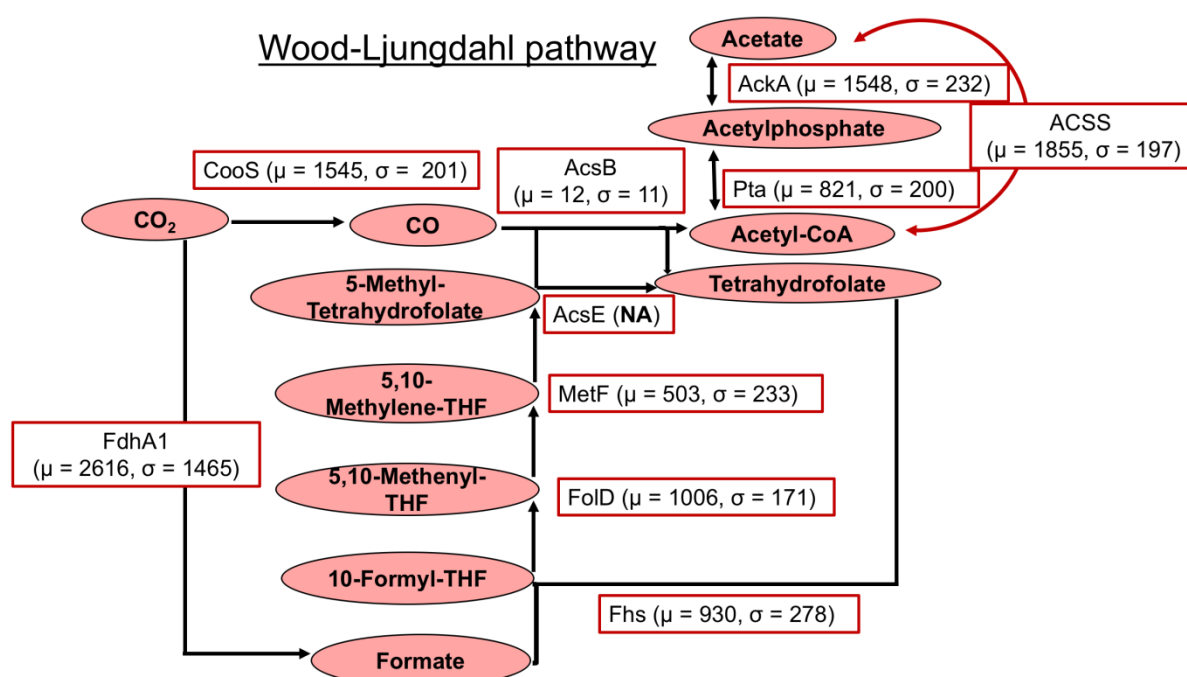 Wood-Ljungdahl pathway
Acetate
AckA (μ = 1548, σ = 232)
Acetylphosphate
ACSS
(μ = 1855, σ = 197)
CooS (μ = 1545, σ =  201)
AcsB
(μ = 12, σ = 11)
Pta (μ = 821, σ = 200)
CO₂
CO
Acetyl-CoA
5-Methyl-
Tetrahydrofolate
Tetrahydrofolate
AcsE (NA)
5,10-
Methylene-THF
MetF (μ = 503, σ = 233)
FdhA1
(μ = 2616, σ = 1465)
5,10-Methenyl-
THF
FolD (μ = 1006, σ = 171)
10-Formyl-THF
Fhs (μ = 930, σ = 278)
Formate